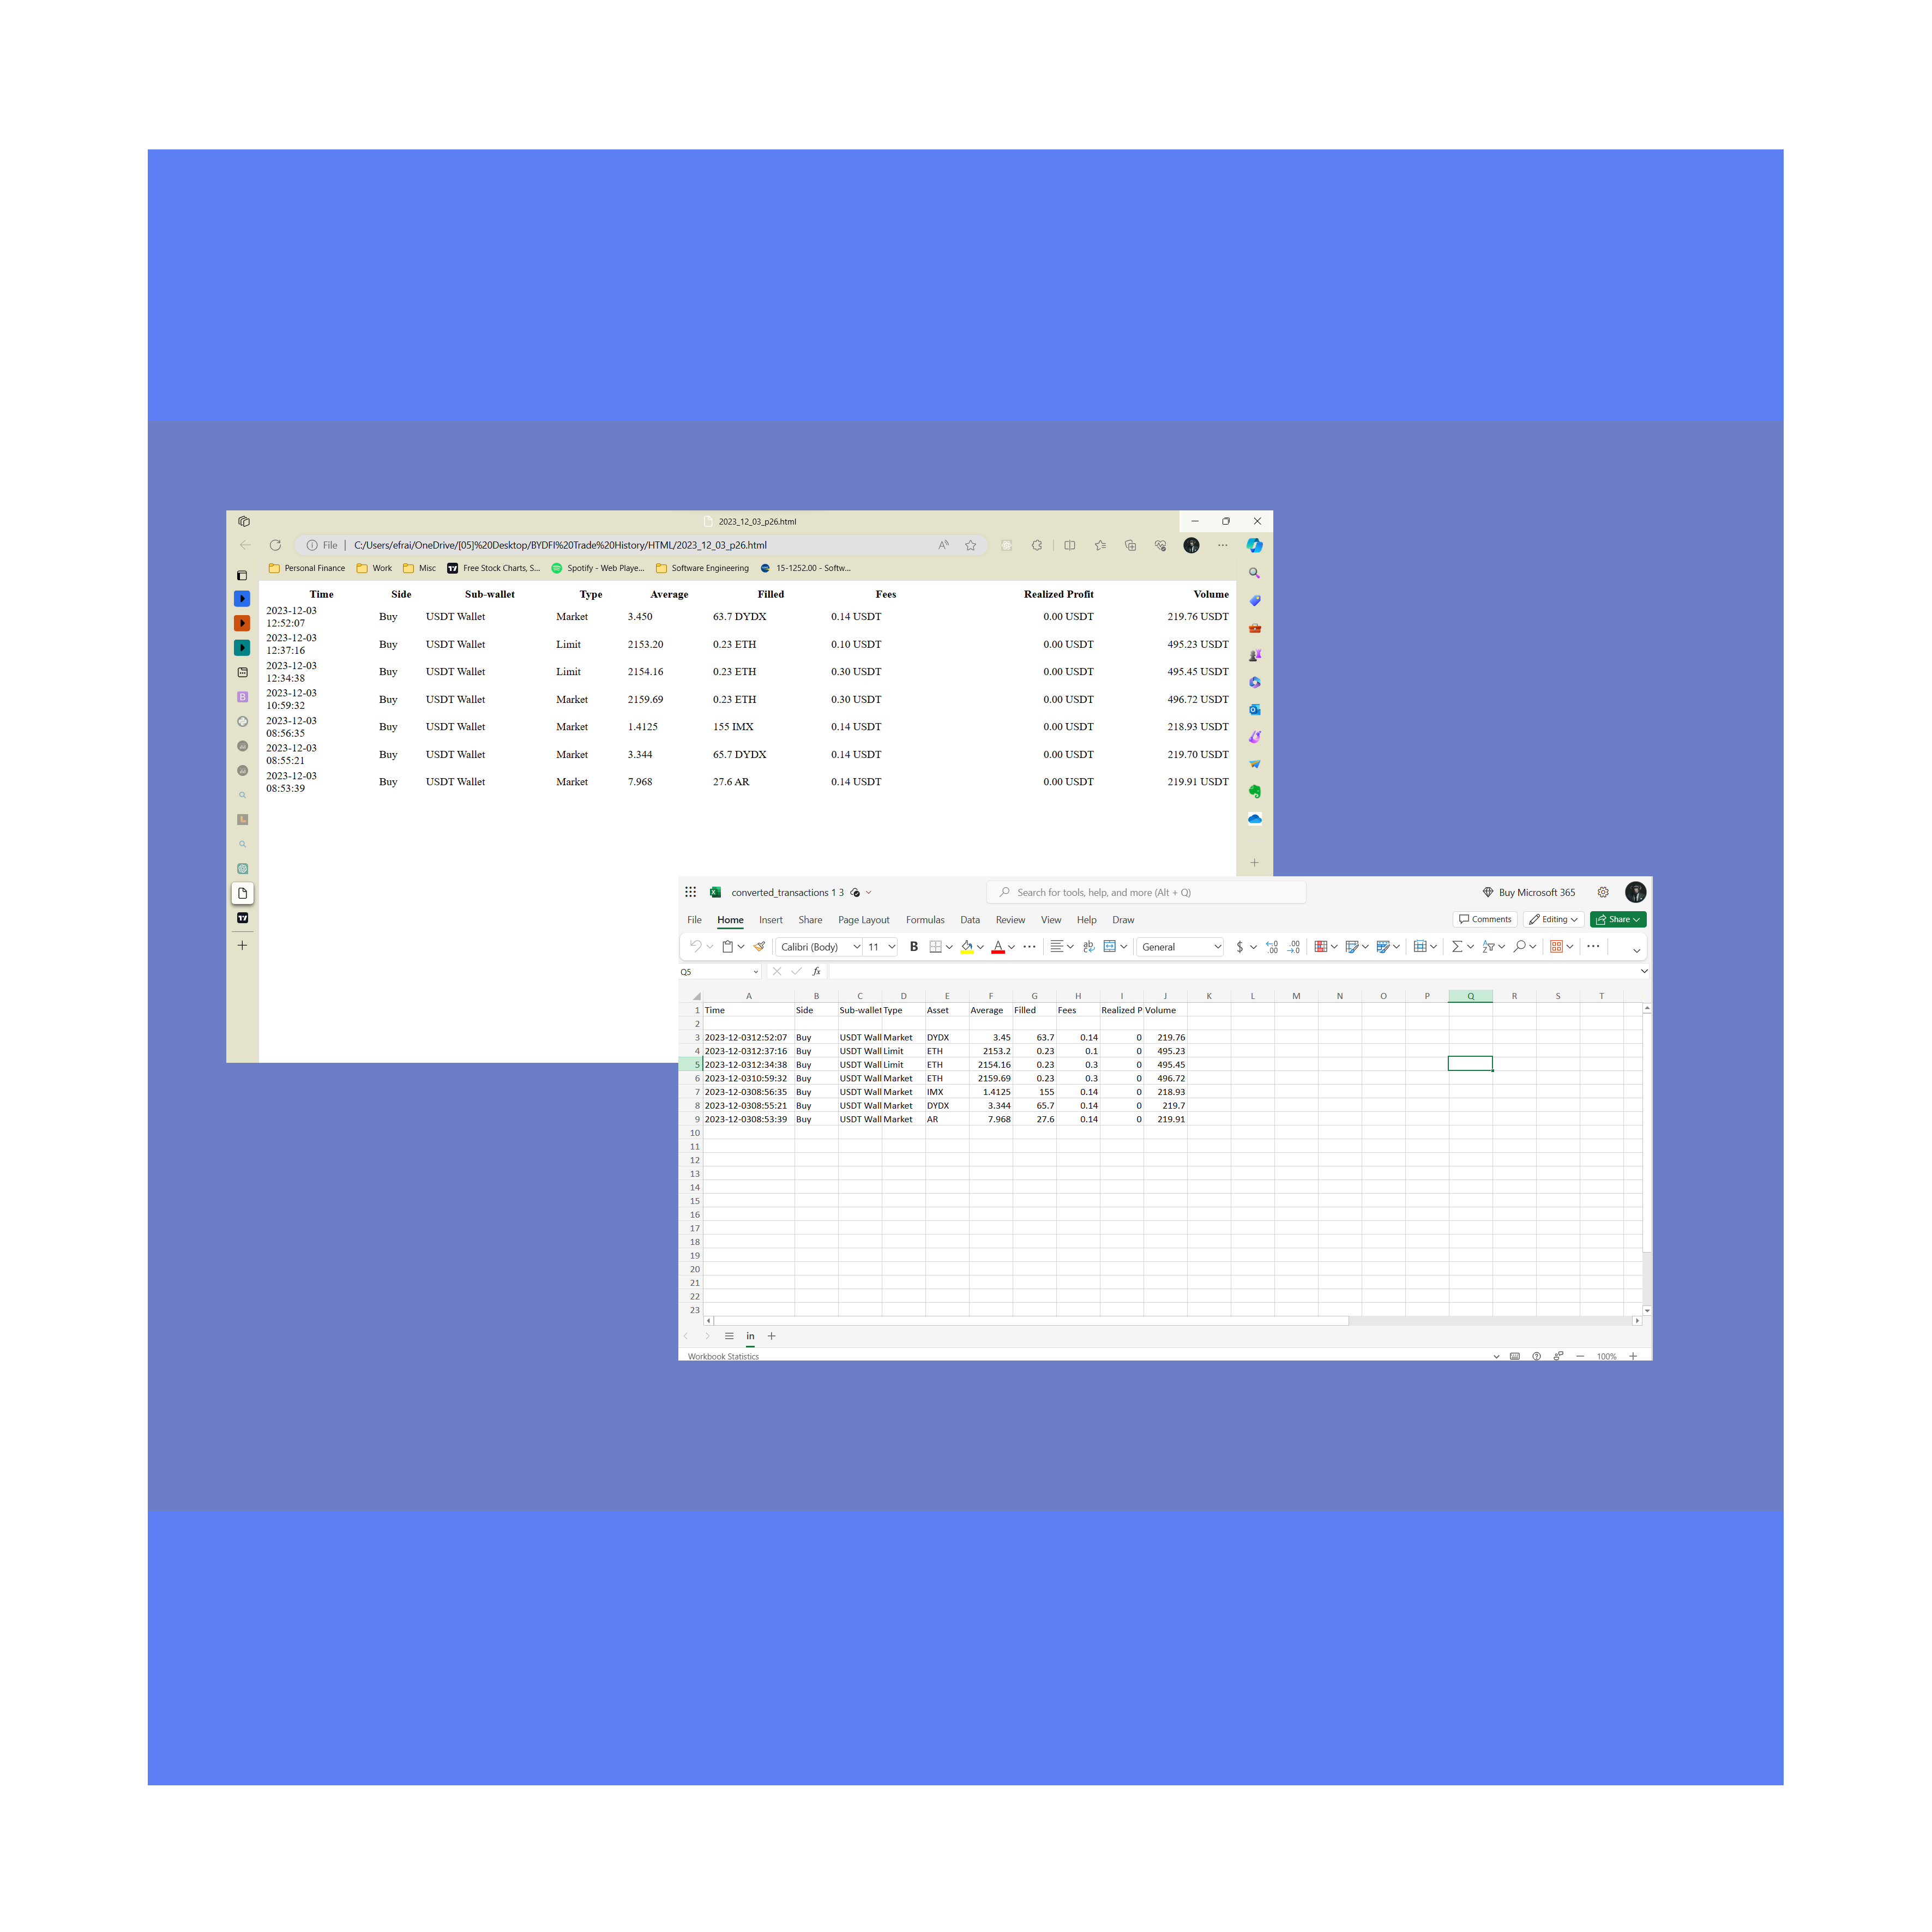 2023_12_03_p26.html
File | C:/Users/efrai/OneDrive/[05]%20Desktop/BYDFI%20Trade%20History/HTML/2023_12_03_p26.html
Personal Finance Work Misc Free Stock Charts, S... Spotify - Web Playe... Software Engineering 15-1252.00 - Softw...
Time Side Sub-wallet Type Average Filled Fees Realized Profit Volume
2023-12-03
12:52:07 Buy USDT Wallet Market 3.450 63.7 DYDX 0.14 USDT 0.00 USDT 219.76 USDT
2023-12-03
12:37:16 Buy USDT Wallet Limit 2153.20 0.23 ETH 0.10 USDT 0.00 USDT 495.23 USDT
2023-12-03
12:34:38 Buy USDT Wallet Limit 2154.16 0.23 ETH 0.30 USDT 0.00 USDT 495.45 USDT
2023-12-03
10:59:32 Buy USDT Wallet Market 2159.69 0.23 ETH 0.30 USDT 0.00 USDT 496.72 USDT
2023-12-03
08:56:35 Buy USDT Wallet Market 1.4125 155 IMX 0.14 USDT 0.00 USDT 218.93 USDT
2023-12-03
08:55:21 Buy USDT Wallet Market 3.344 65.7 DYDX 0.14 USDT 0.00 USDT 219.70 USDT
2023-12-03
08:53:39 Buy USDT Wallet Market 7.968 27.6 AR 0.14 USDT 0.00 USDT 219.91 USDT
converted_transactions 1 3 Search for tools, help, and more (Alt + Q) Buy Microsoft 365
File Home Insert Share Page Layout Formulas Data Review View Help Draw Comments Editing Share
Calibri (Body) 11 B A ab General $ .00 .00
Q5 fx
A B C D E F G H I J K L M N O P Q R S T
1 Time Side Sub-wallet Type Asset Average Filled Fees Realized P Volume
2
3 2023-12-0312:52:07 Buy USDT Wall Market DYDX 3.45 63.7 0.14 0 219.76
4 2023-12-0312:37:16 Buy USDT Wall Limit ETH 2153.2 0.23 0.1 0 495.23
5 2023-12-0312:34:38 Buy USDT Wall Limit ETH 2154.16 0.23 0.3 0 495.45
6 2023-12-0310:59:32 Buy USDT Wall Market ETH 2159.69 0.23 0.3 0 496.72
7 2023-12-0308:56:35 Buy USDT Wall Market IMX 1.4125 155 0.14 0 218.93
8 2023-12-0308:55:21 Buy USDT Wall Market DYDX 3.344 65.7 0.14 0 219.7
9 2023-12-0308:53:39 Buy USDT Wall Market AR 7.968 27.6 0.14 0 219.91
10
11
12
13
14
15
16
17
18
19
20
21
22
23
in
Workbook Statistics 100%